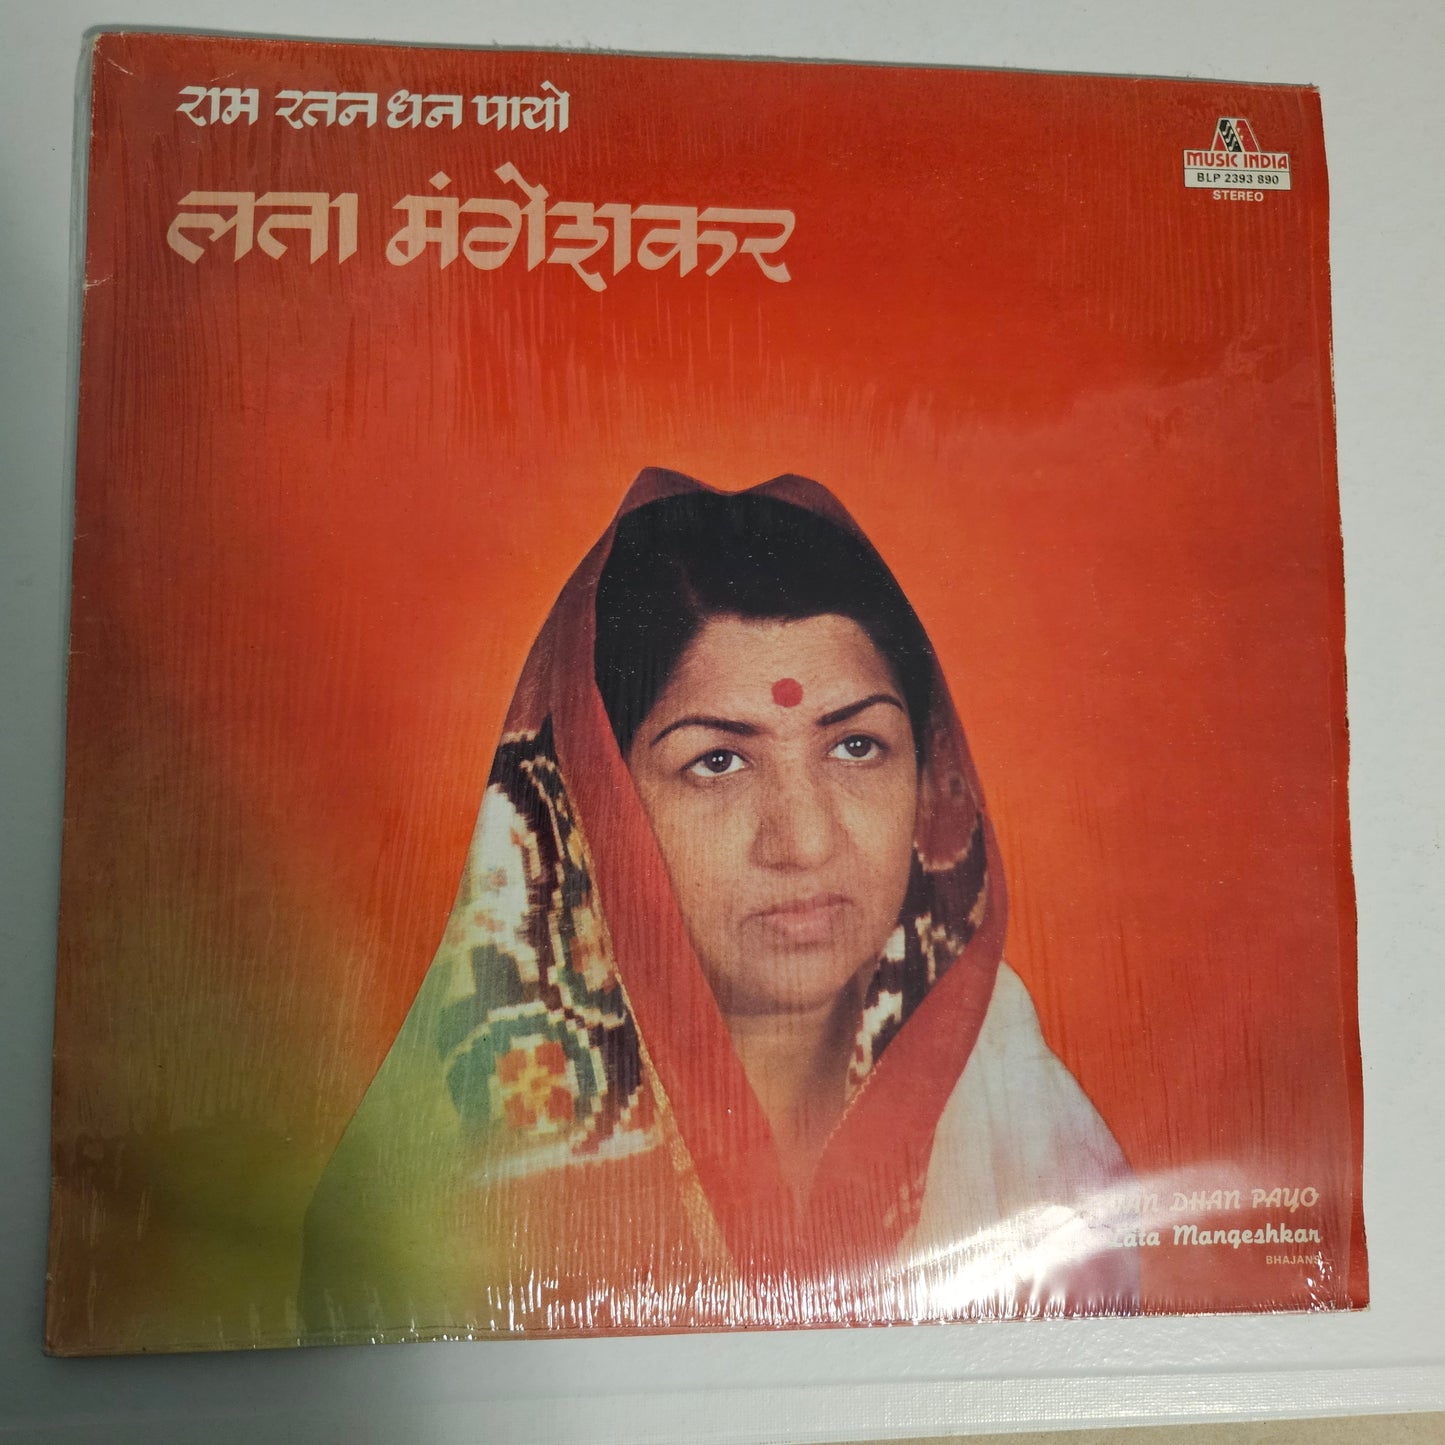 राम रतन धन पायो
लता मंगेशकर
MUSIC INDIA
BLP 2393 890
STEREO
DHAN PAYO
Lata Mangeshkar
BHAJANS